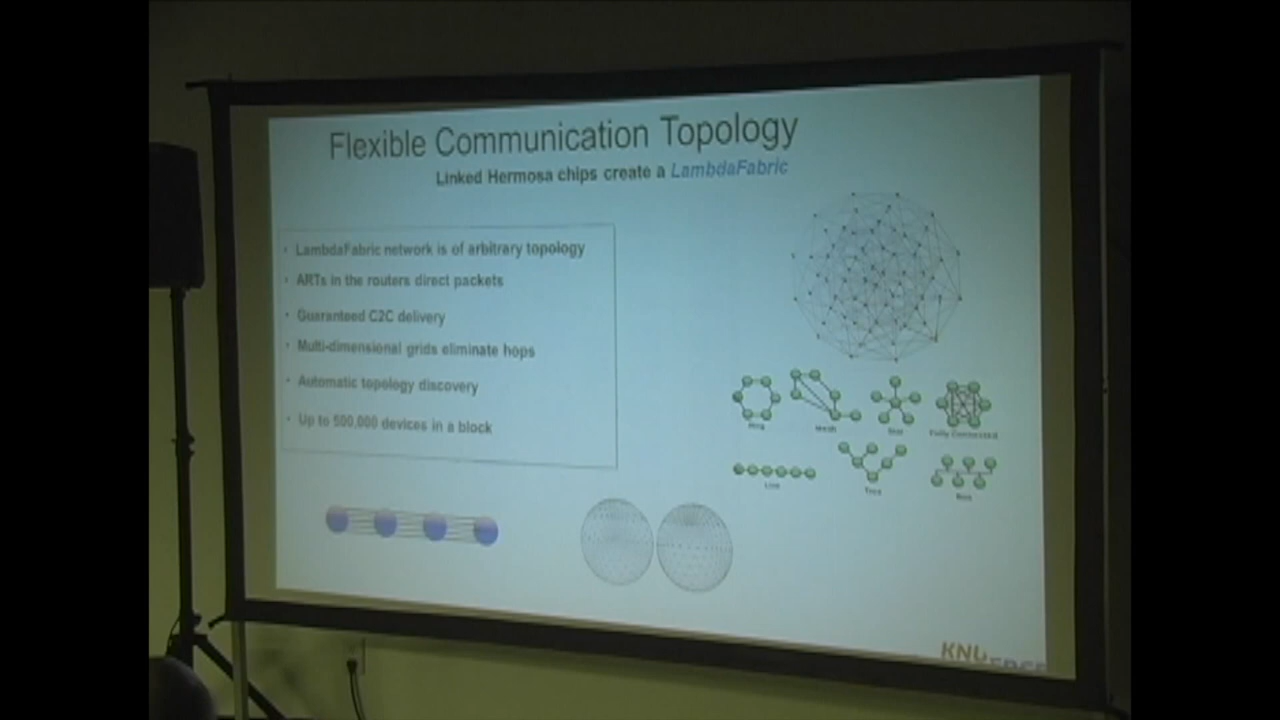 Flexible Communication Topology
Linked Hermosa chips create a LambdaFabric
• LambdaFabric network is of arbitrary topology
• ARTs in the routers direct packets
• Guaranteed C2C delivery
• Multi-dimensional grids eliminate hops
• Automatic topology discovery
• Up to 500,000 devices in a block
Ring
Mesh
Star
Fully Connected
Line
Tree
Bus
KNUEDGE